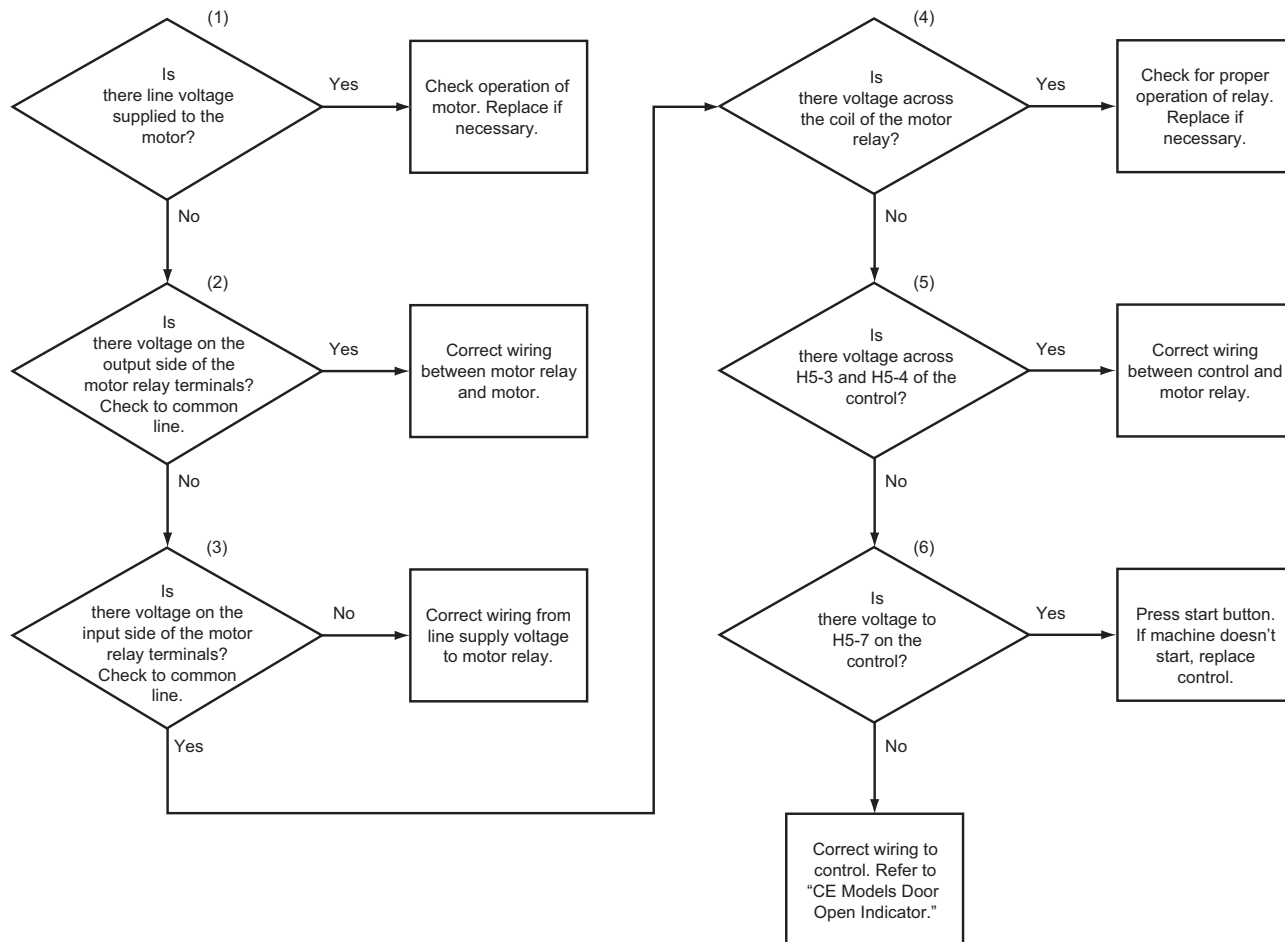 (1)
Is
there line voltage
supplied to the
motor?
Yes
Check operation of
motor. Replace if
necessary.
No
(2)
Is
there voltage on the
output side of the
motor relay terminals?
Check to common
line.
Yes
Correct wiring
between motor relay
and motor.
No
(3)
Is
there voltage on the
input side of the motor
relay terminals?
Check to common
line.
No
Correct wiring from
line supply voltage
to motor relay.
Yes
(4)
Is
there voltage across
the coil of the motor
relay?
Yes
Check for proper
operation of relay.
Replace if
necessary.
No
(5)
Is
there voltage across
H5-3 and H5-4 of the
control?
Yes
Correct wiring
between control and
motor relay.
No
(6)
Is
there voltage to
H5-7 on the
control?
Yes
Press start button.
If machine doesn't
start, replace
control.
No
Correct wiring to
control. Refer to
“CE Models Door
Open Indicator.”